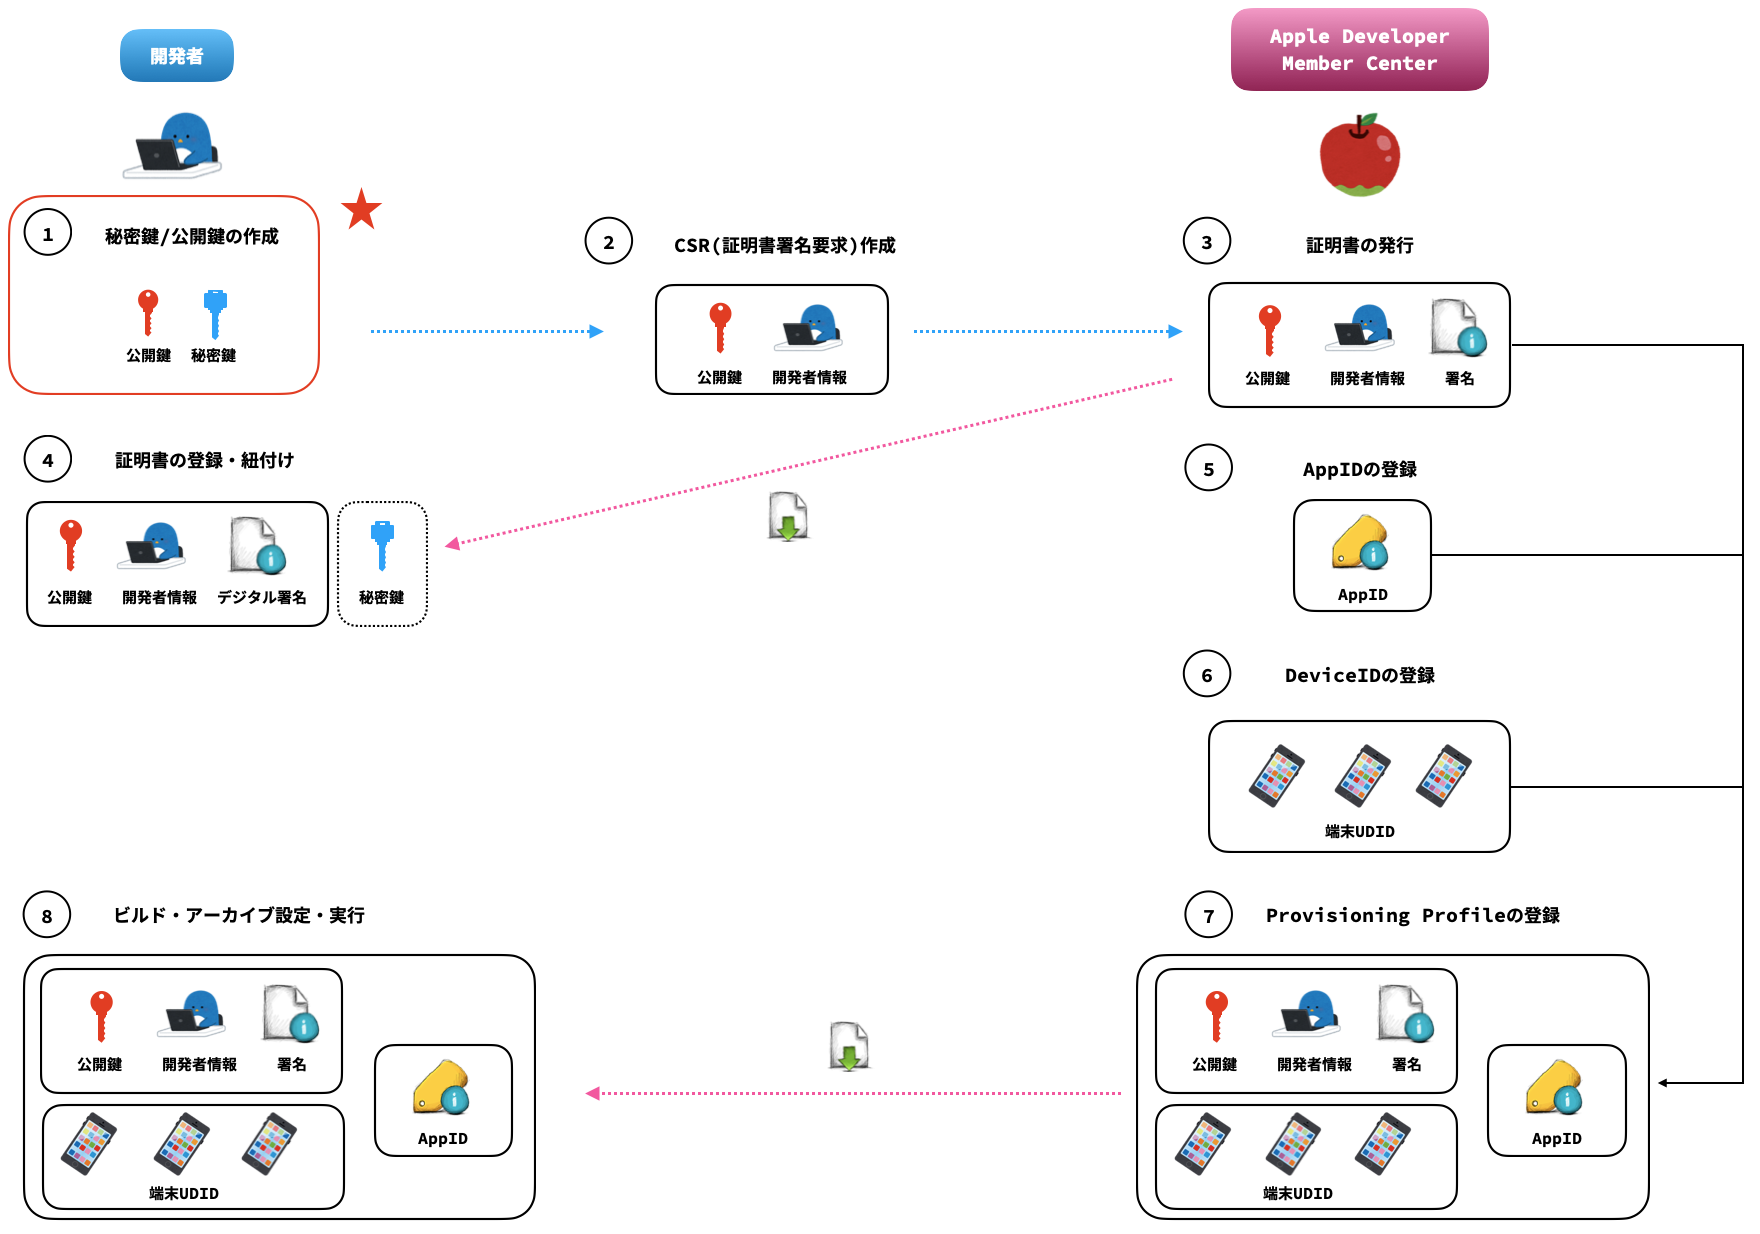 開発者
Apple Developer
Member Center
1
秘密鍵/公開鍵の作成
公開鍵
秘密鍵
2
CSR(証明書署名要求)作成
公開鍵
開発者情報
3
証明書の発行
公開鍵
開発者情報
署名
4
証明書の登録・紐付け
公開鍵
開発者情報
デジタル署名
秘密鍵
5
AppIDの登録
AppID
6
DeviceIDの登録
端末UDID
7
Provisioning Profileの登録
公開鍵
開発者情報
署名
AppID
端末UDID
8
ビルド・アーカイブ設定・実行
公開鍵
開発者情報
署名
AppID
端末UDID